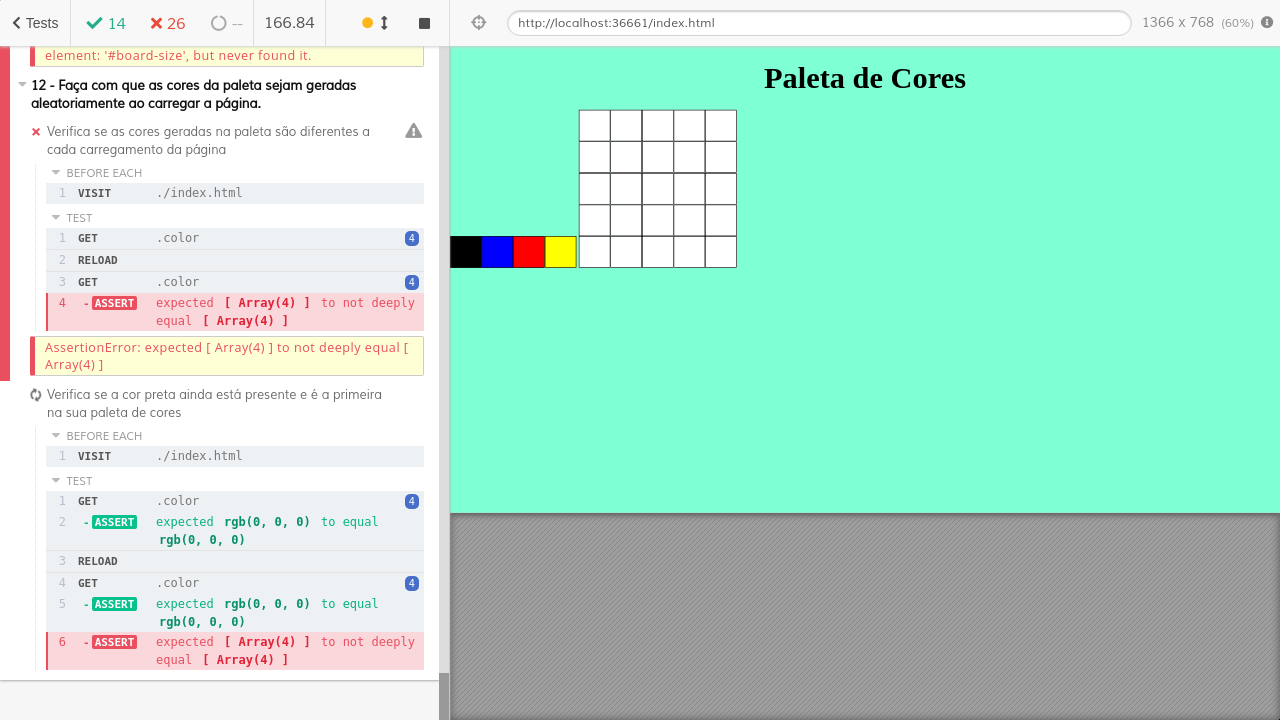 Tests
14
26
--
166.84
http://localhost:36661/index.html
1366 x 768 (60%)
element: '#board-size', but never found it.
12 - Faça com que as cores da paleta sejam geradas
aleatoriamente ao carregar a página.
Verifica se as cores geradas na paleta são diferentes a
cada carregamento da página
BEFORE EACH
1 VISIT ./index.html
TEST
1 GET .color 4
2 RELOAD
3 GET .color 4
4 -ASSERT expected [ Array(4) ] to not deeply
equal [ Array(4) ]
AssertionError: expected [ Array(4) ] to not deeply equal [
Array(4) ]
Verifica se a cor preta ainda está presente e é a primeira
na sua paleta de cores
BEFORE EACH
1 VISIT ./index.html
TEST
1 GET .color 4
2 -ASSERT expected rgb(0, 0, 0) to equal
rgb(0, 0, 0)
3 RELOAD
4 GET .color 4
5 -ASSERT expected rgb(0, 0, 0) to equal
rgb(0, 0, 0)
6 -ASSERT expected [ Array(4) ] to not deeply
equal [ Array(4) ]
Paleta de Cores